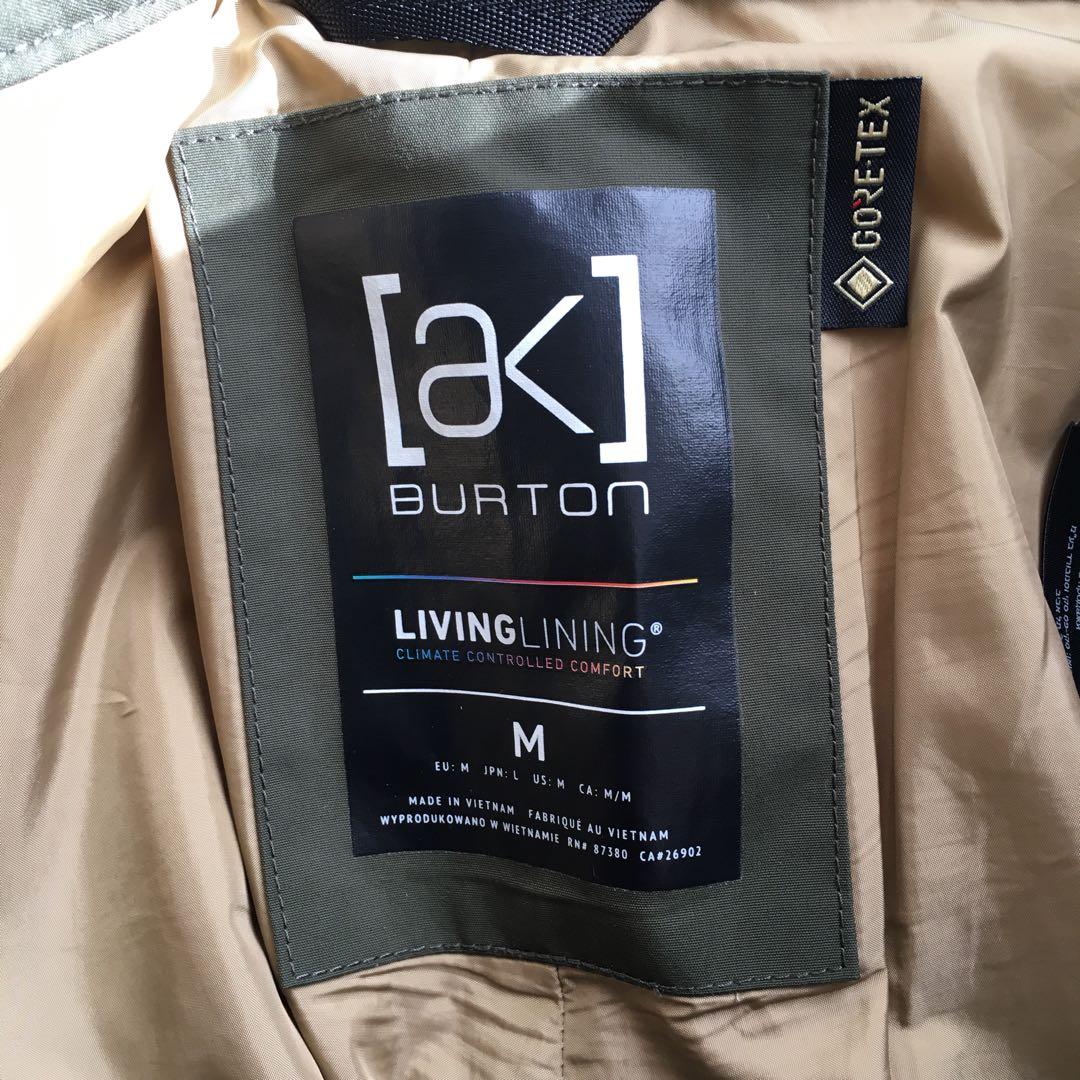 [ak]
BURTON
LIVINGLINING®
CLIMATE CONTROLLED COMFORT
M
EU: M JPN: L US: M CA: M/M
MADE IN VIETNAM FABRIQUÉ AU VIETNAM
WYPRODUKOWANO W WIETNAMIE RN# 87380 CA#26902
GORE-TEX